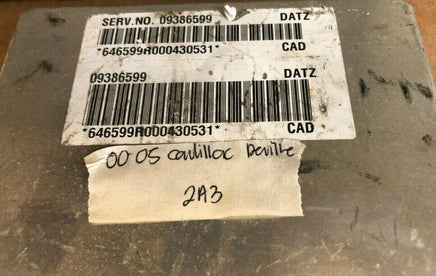 SERV.NO. 09386599 DATZ
*646599R000430531* CAD
09386599 DATZ
*646599R000430531* CAD
00 05 Cadillac Deville
2A3